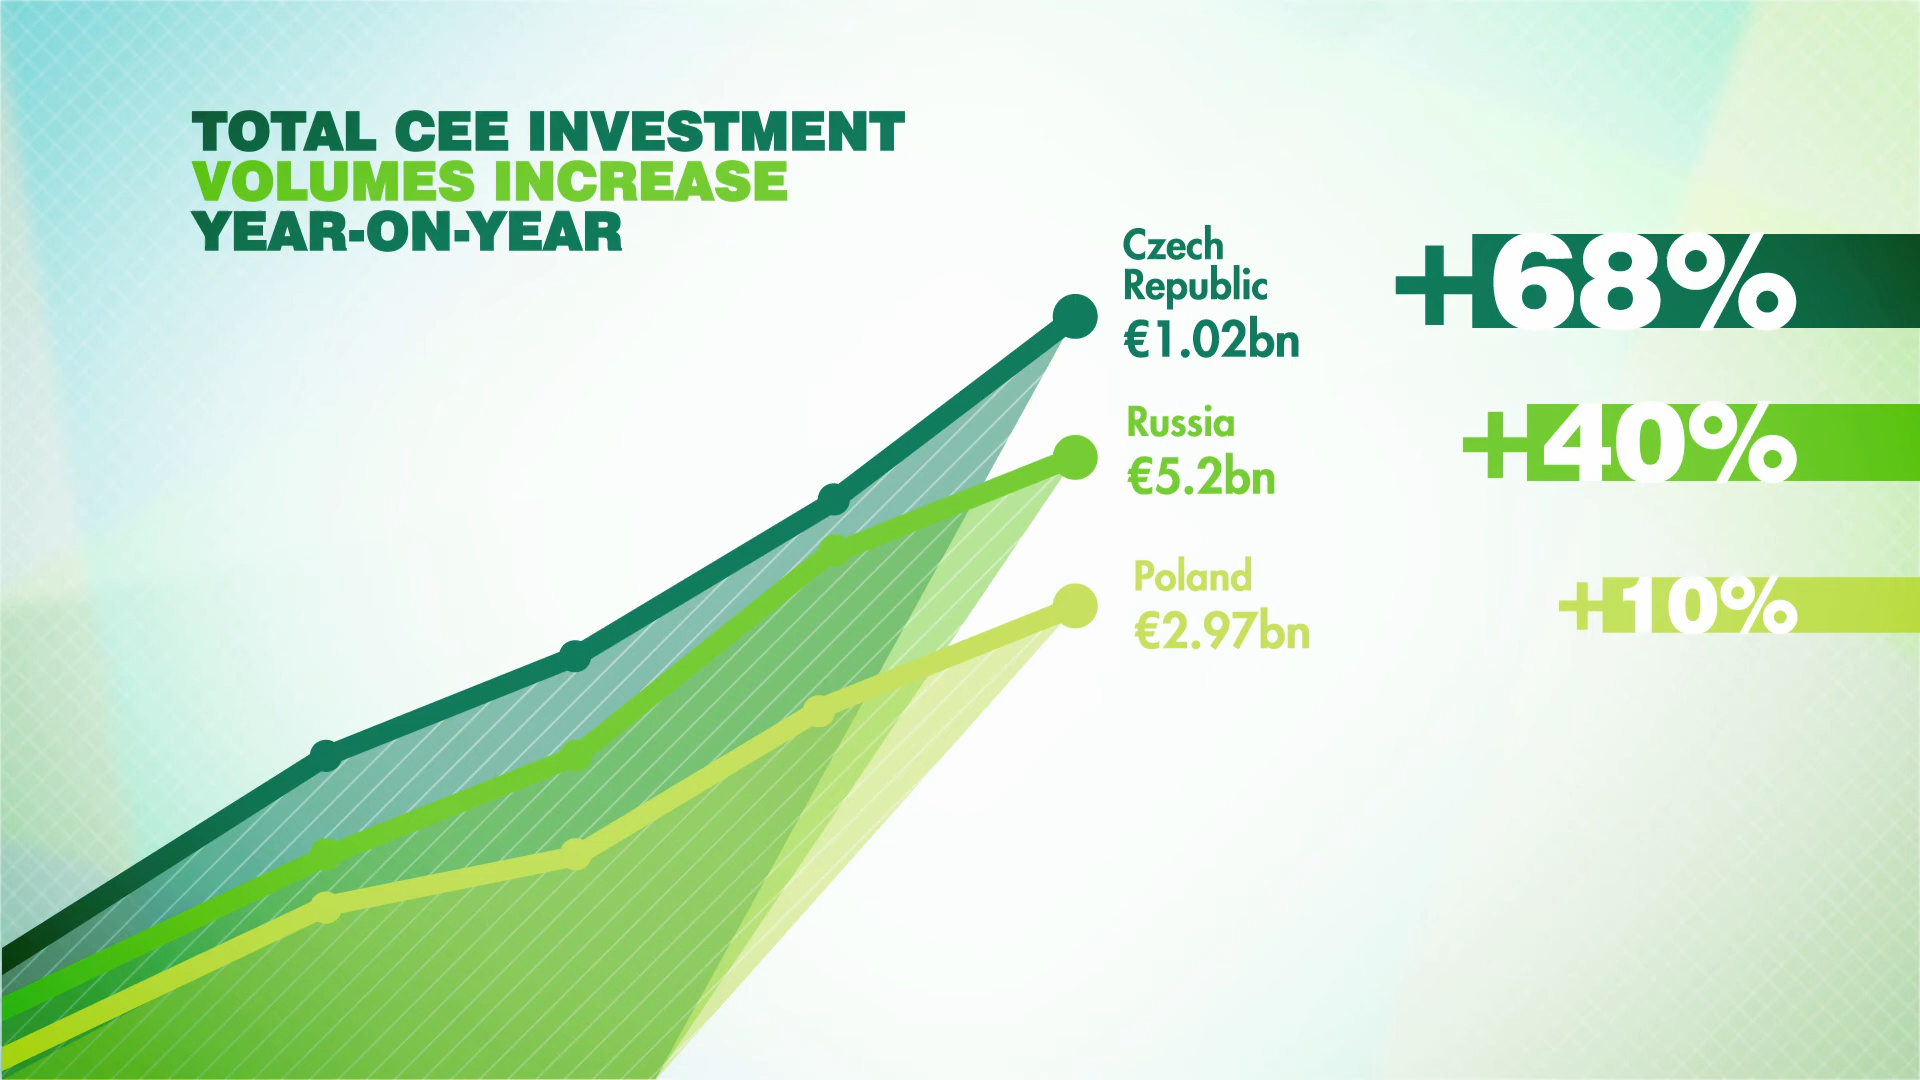 TOTAL CEE INVESTMENT
VOLUMES INCREASE
YEAR-ON-YEAR
Czech
Republic
€1.02bn
+68%
Russia
€5.2bn
+40%
Poland
€2.97bn
+10%